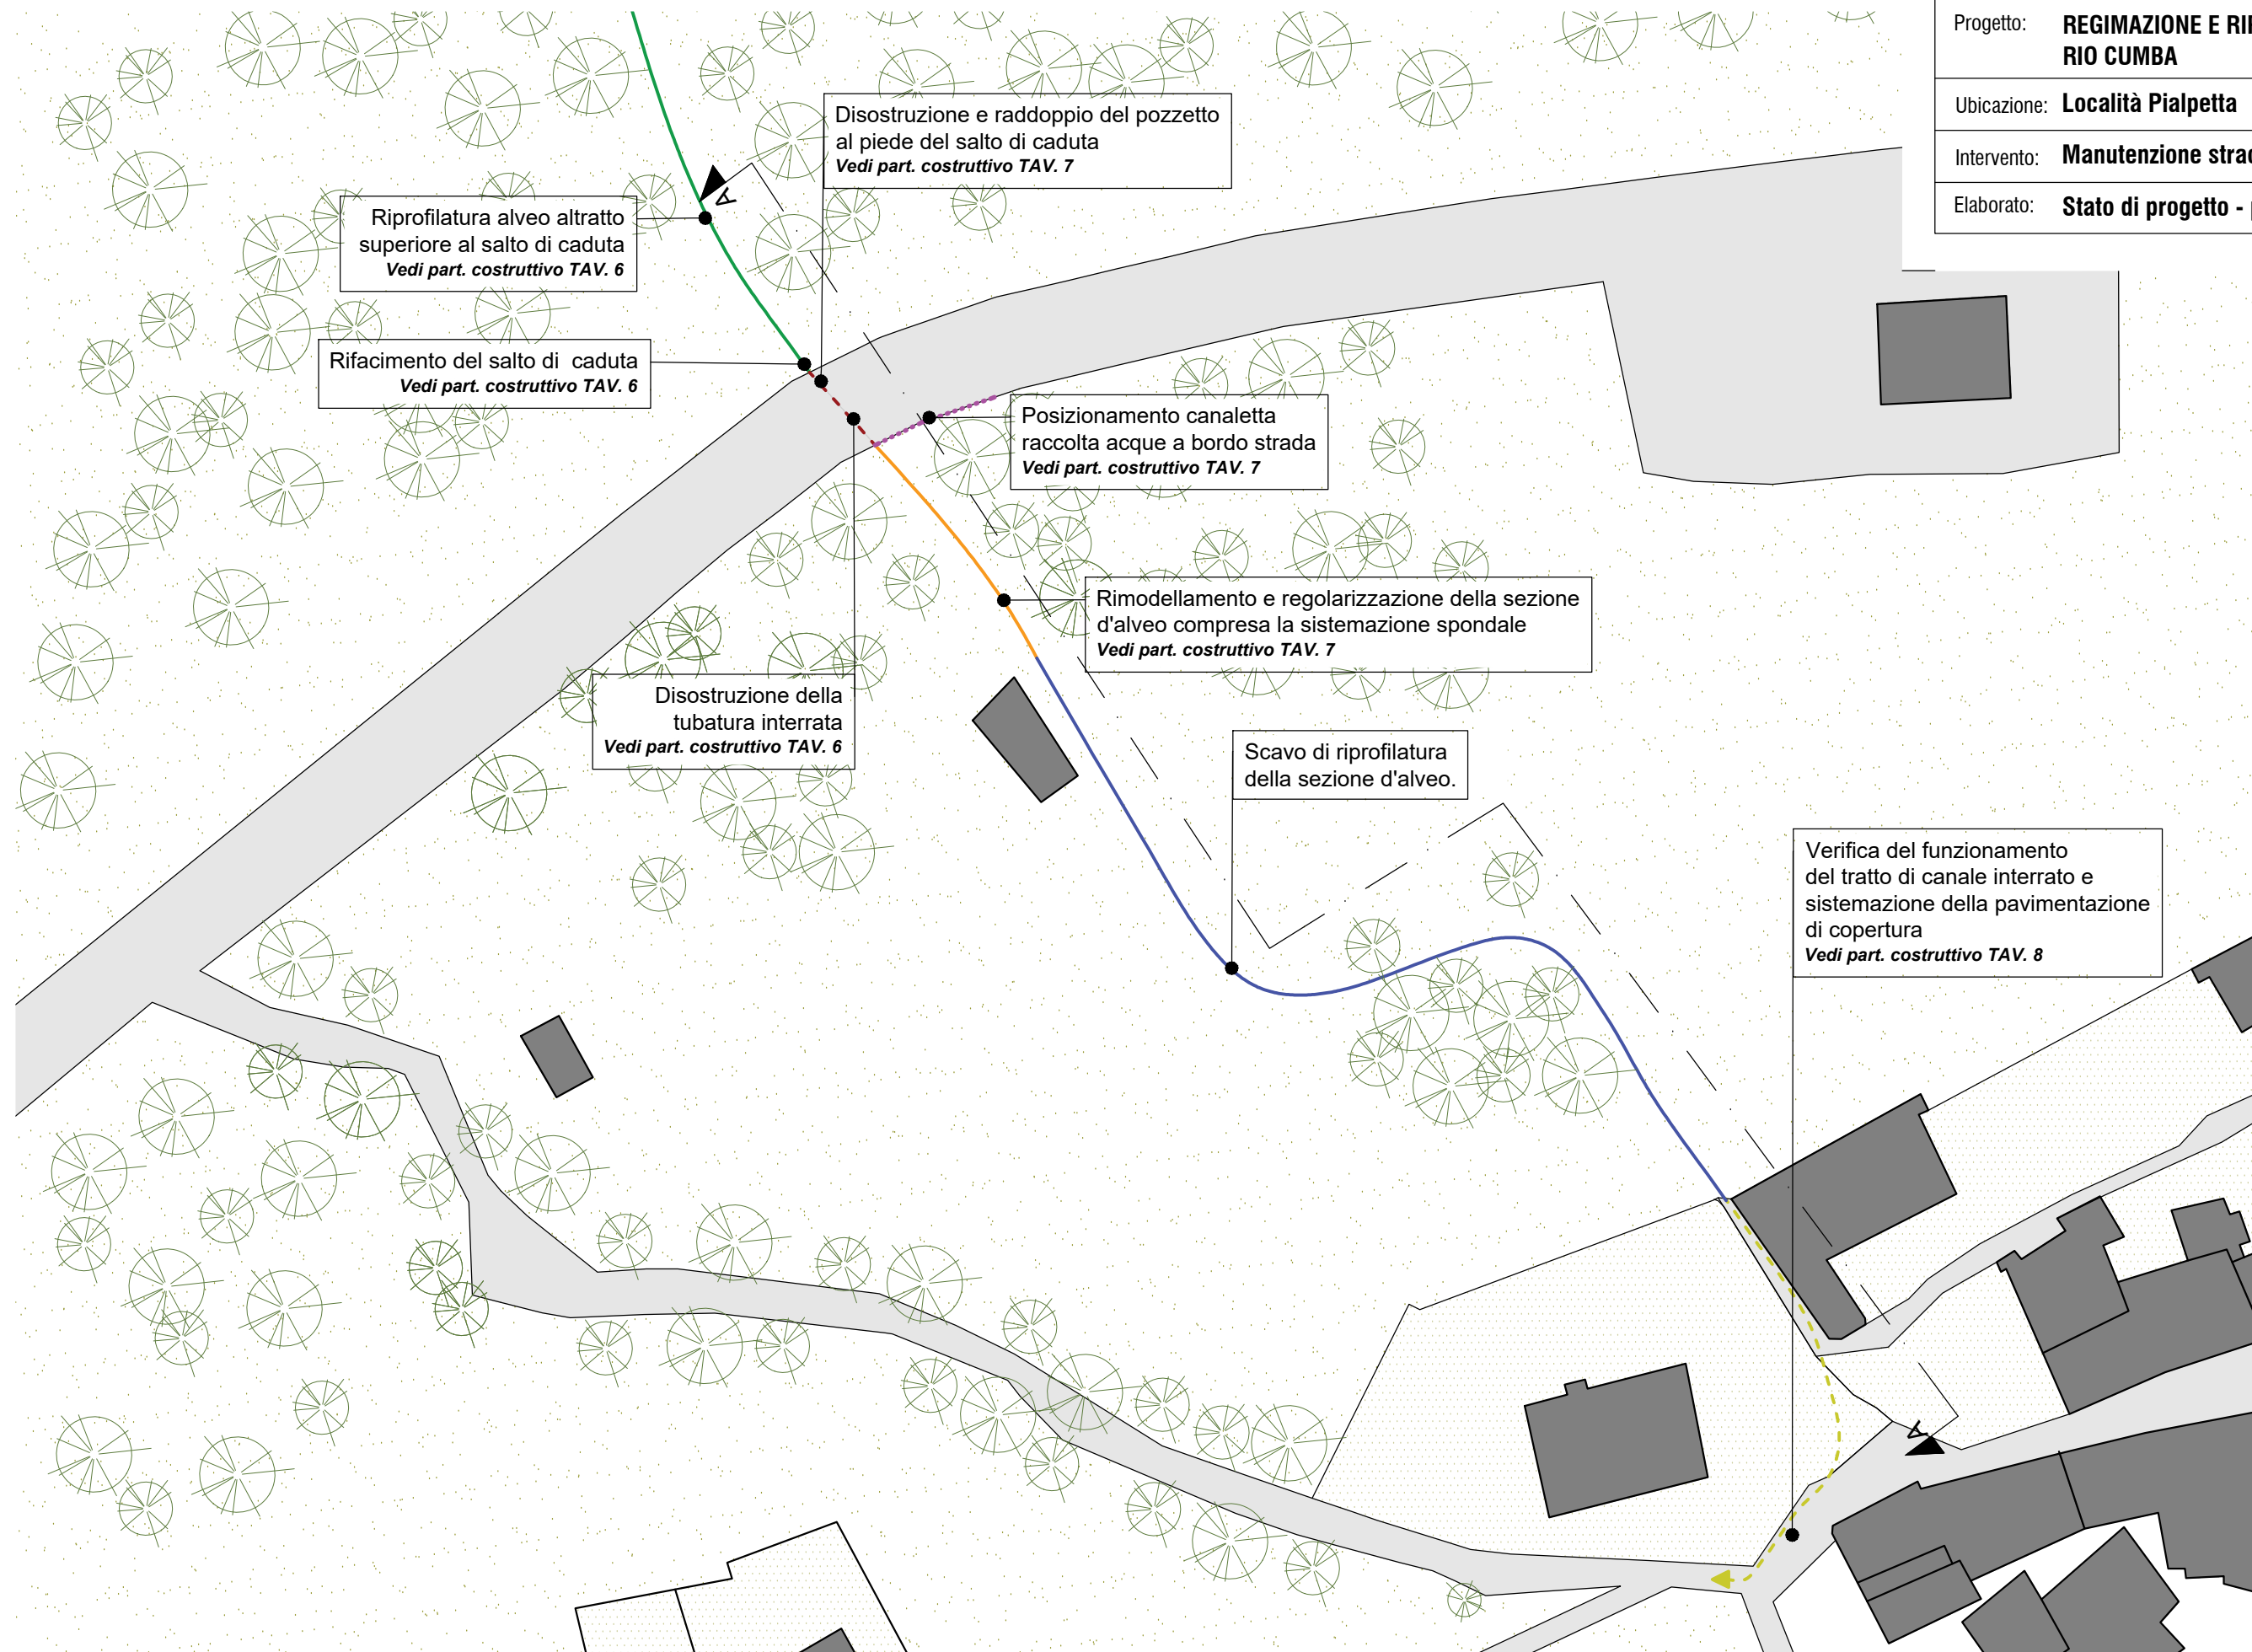 Progetto: REGIMAZIONE E
RIO CUMBA
Ubicazione: Località Pialpetta
Intervento: Manutenzione
Elaborato: Stato di progetto -
Disostruzione e raddoppio del pozzetto
al piede del salto di caduta
Vedi part. costruttivo TAV. 7
A
Riprofilatura alveo altratto
superiore al salto di caduta
Vedi part. costruttivo TAV. 6
Rifacimento del salto di caduta
Vedi part. costruttivo TAV. 6
Posizionamento canaletta
raccolta acque a bordo strada
Vedi part. costruttivo TAV. 7
Rimodellamento e regolarizzazione della sezione
d'alveo compresa la sistemazione spondale
Vedi part. costruttivo TAV. 7
Disostruzione della
tubatura interrata
Vedi part. costruttivo TAV. 6
Scavo di riprofilatura
della sezione d'alveo.
Verifica del funzionamento
del tratto di canale interrato e
sistemazione della pavimentazione
di copertura
Vedi part. costruttivo TAV. 8
A